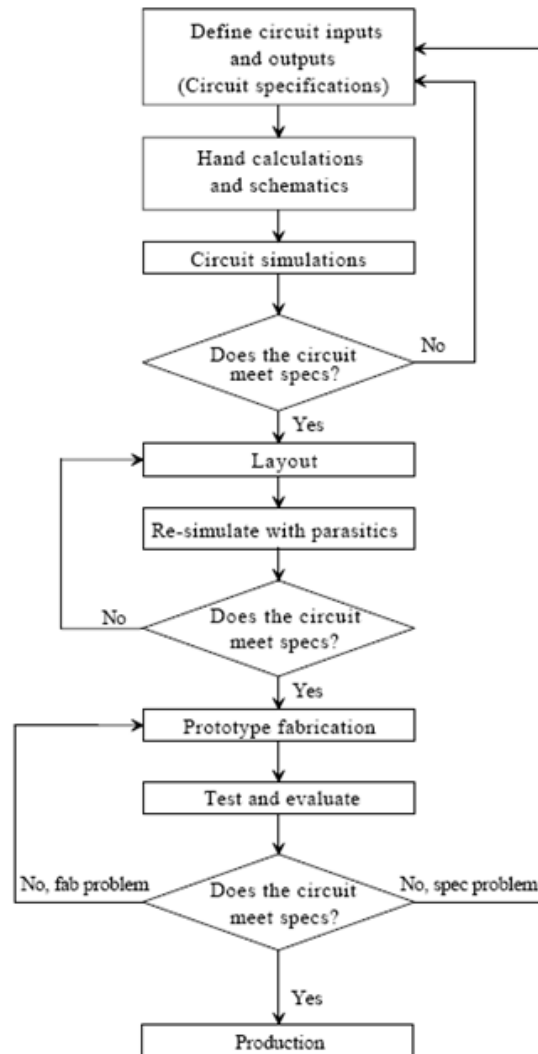 Define circuit inputs
and outputs
(Circuit specifications)
Hand calculations
and schematics
Circuit simulations
Does the circuit
meet specs?
No
Yes
Layout
Re-simulate with parasitics
Does the circuit
meet specs?
No
Yes
Prototype fabrication
Test and evaluate
No, fab problem
Does the circuit
meet specs?
No, spec problem
Yes
Production